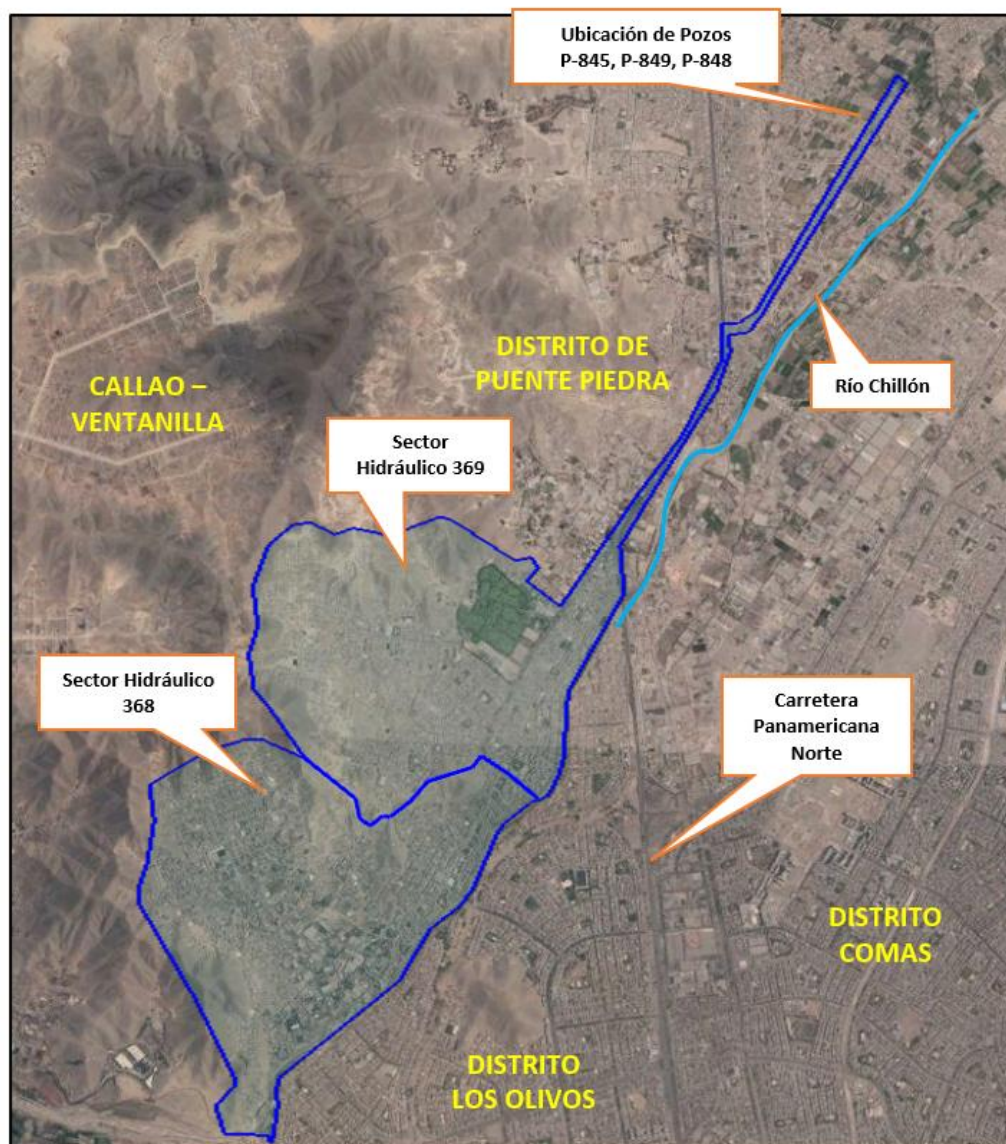 Ubicación de Pozos
P-845, P-849, P-848
DISTRITO DE
PUENTE PIEDRA
CALLAO –
VENTANILLA
Río Chillón
Sector
Hidráulico 369
Sector Hidráulico
368
Carretera
Panamericana
Norte
DISTRITO
COMAS
DISTRITO
LOS OLIVOS